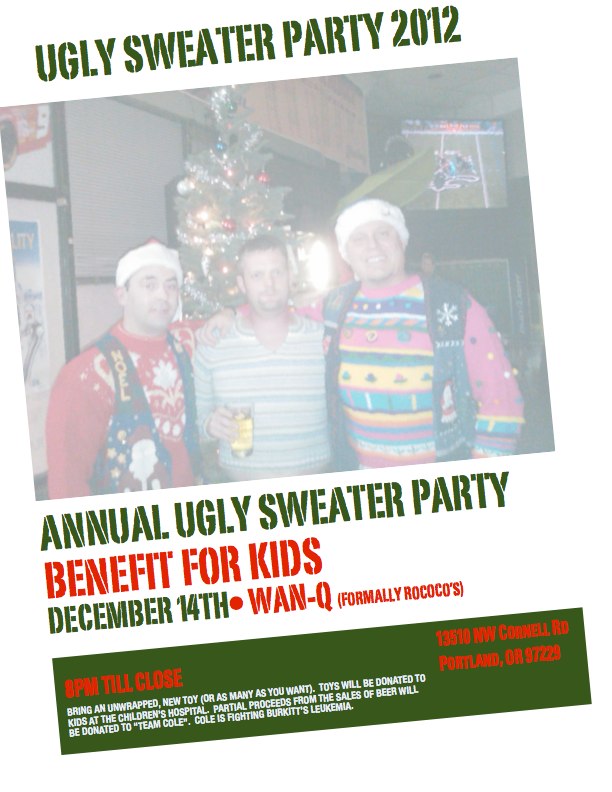 UGLY SWEATER PARTY 2012
LITY
NOEL
ANNUAL UGLY SWEATER PARTY
BENEFIT FOR KIDS
DECEMBER 14TH• WAN-Q (FORMALLY ROCOCO'S)
8PM TILL CLOSE
13510 NW CORNELL RD
PORTLAND, OR 97229
BRING AN UNWRAPPED, NEW TOY (OR AS MANY AS YOU WANT). TOYS WILL BE DONATED TO
KIDS AT THE CHILDREN'S HOSPITAL. PARTIAL PROCEEDS FROM THE SALES OF BEER WILL
BE DONATED TO "TEAM COLE". COLE IS FIGHTING BURKITT'S LEUKEMIA.